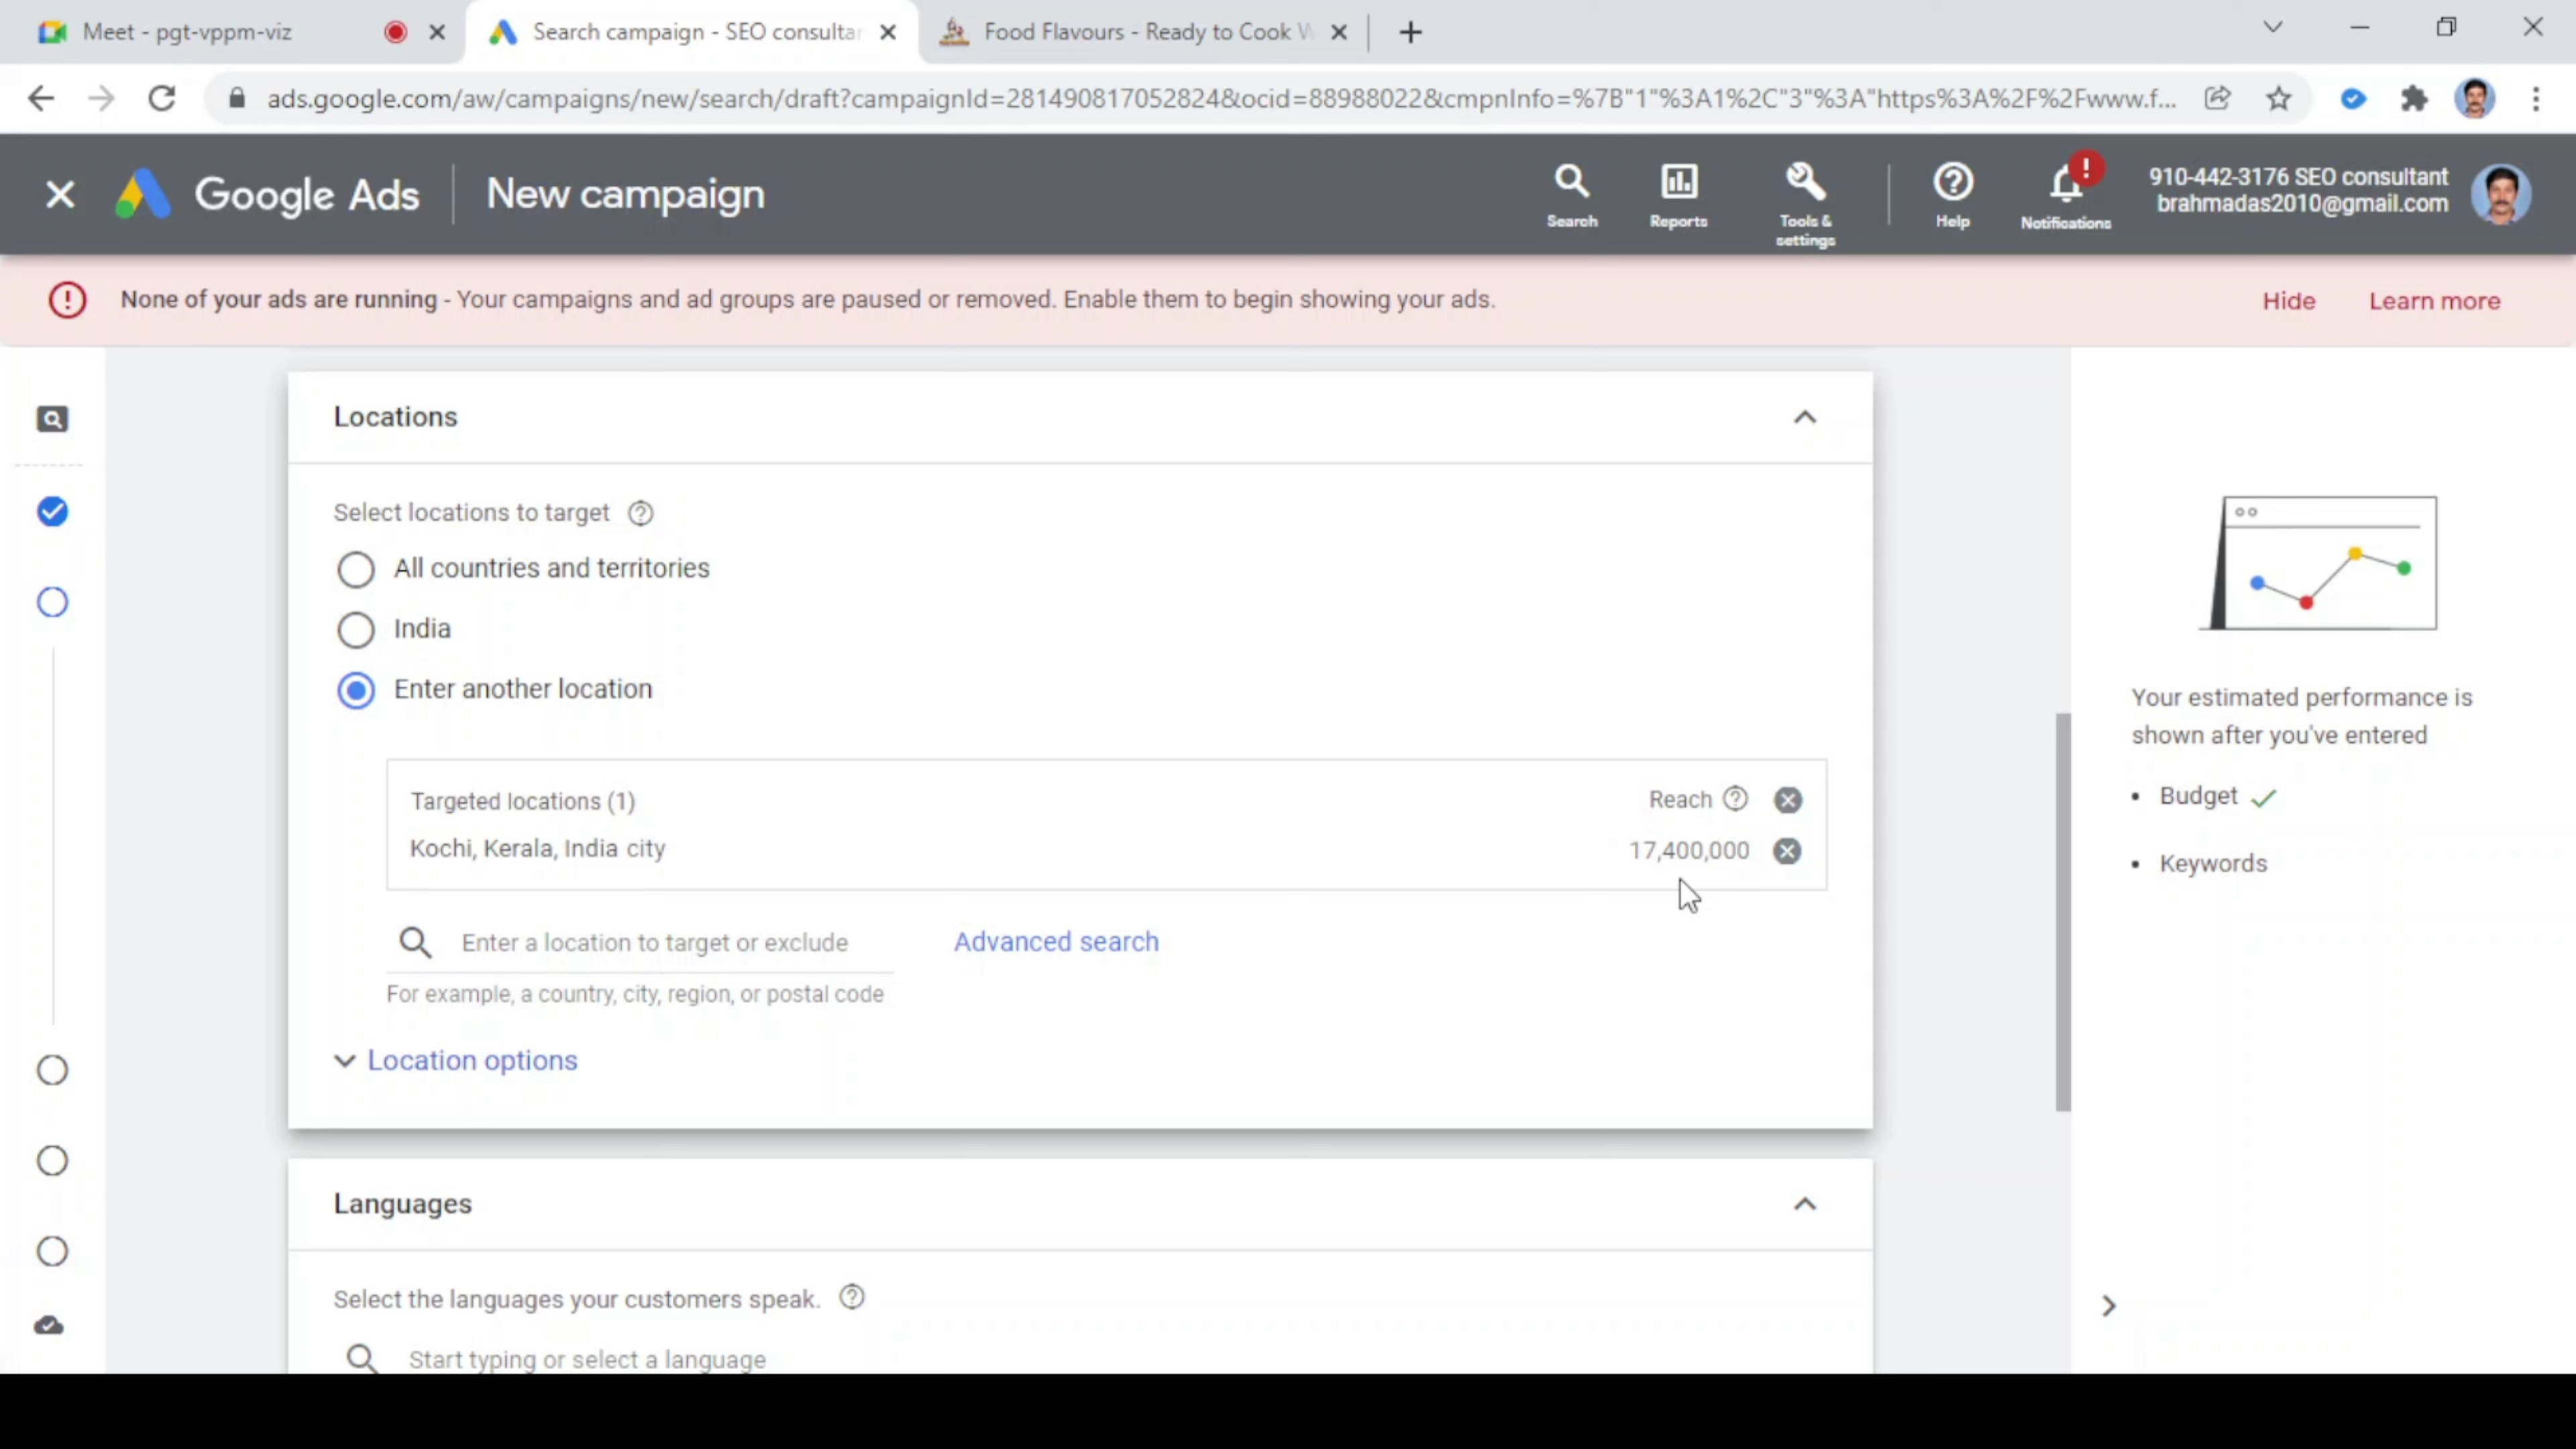 Meet - pgt-vppm-viz
Search campaign - SEO consultan
Food Flavours - Ready to Cook
ads.google.com/aw/campaigns/new/search/draft?campaignId=281490817052824&ocid=88988022&cmpnInfo=%7B"1"%3A1%2C"3"%3A"https%3A%2F%2Fwww.f...
Google Ads
New campaign
Search
Reports
Tools &
settings
Help
Notifications
910-442-3176 SEO consultant
brahmadas2010@gmail.com
None of your ads are running - Your campaigns and ad groups are paused or removed. Enable them to begin showing your ads.
Hide
Learn more
Locations
Select locations to target
All countries and territories
India
Enter another location
Targeted locations (1)
Reach
Kochi, Kerala, India city
17,400,000
Enter a location to target or exclude
Advanced search
For example, a country, city, region, or postal code
Location options
Languages
Select the languages your customers speak.
Start typing or select a language
Your estimated performance is
shown after you've entered
• Budget
• Keywords